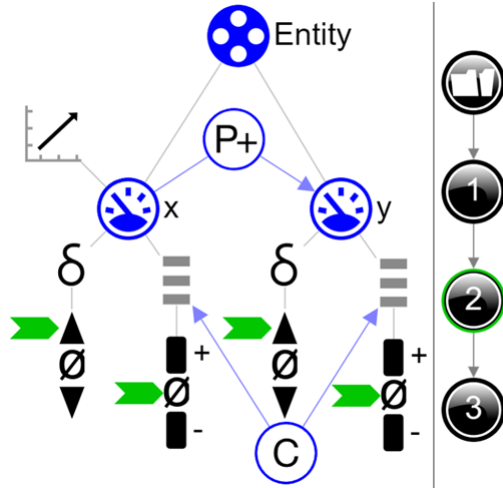 Entity
P+
1
x
y
δ
δ
2
Ø
+
Ø
+
Ø
Ø
3
-
-
C